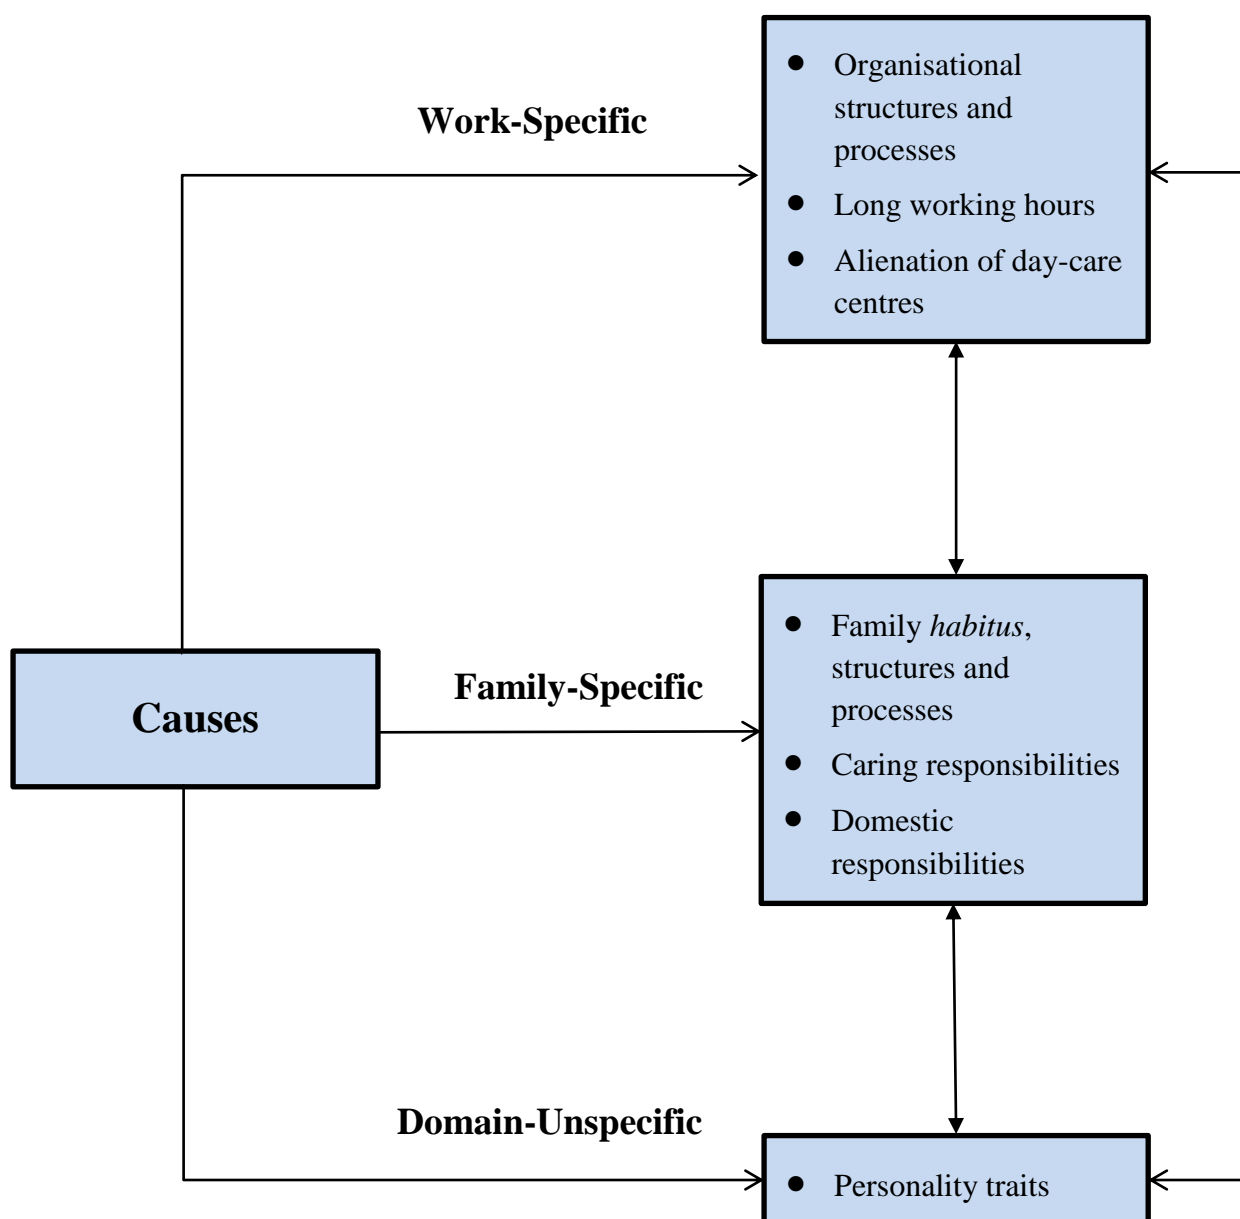 Work-Specific
● Organisational
structures and
processes
● Long working hours
● Alienation of day-care
centres
Causes
Family-Specific
● Family habitus,
structures and
processes
● Caring responsibilities
● Domestic
responsibilities
Domain-Unspecific
● Personality traits